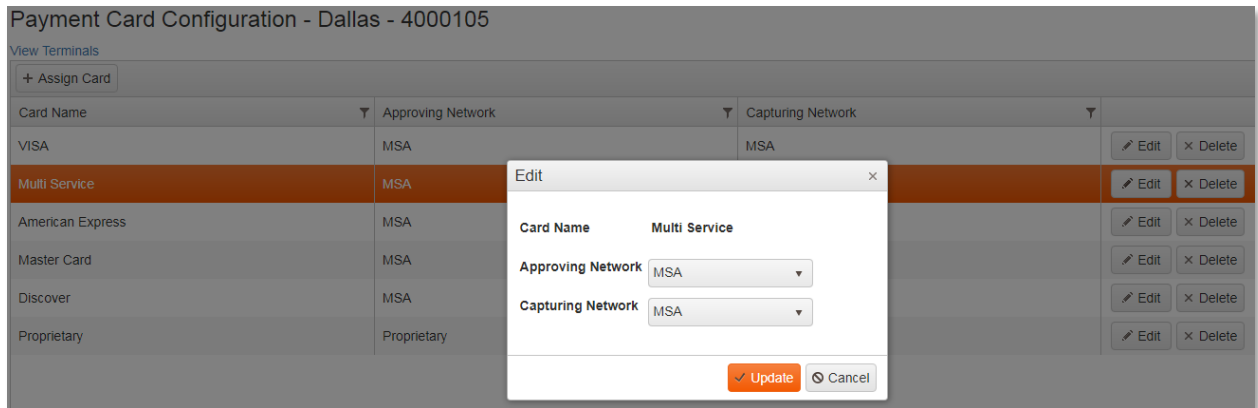 Payment Card Configuration - Dallas - 4000105
View Terminals
+ Assign Card
Card Name Approving Network Capturing Network
VISA MSA MSA Edit × Delete
Multi Service MSA Edit × Delete
American Express MSA Edit × Delete
Master Card MSA Edit × Delete
Discover MSA Edit × Delete
Proprietary Proprietary Edit × Delete
Edit ×
Card Name Multi Service
Approving Network MSA
Capturing Network MSA
Update Cancel